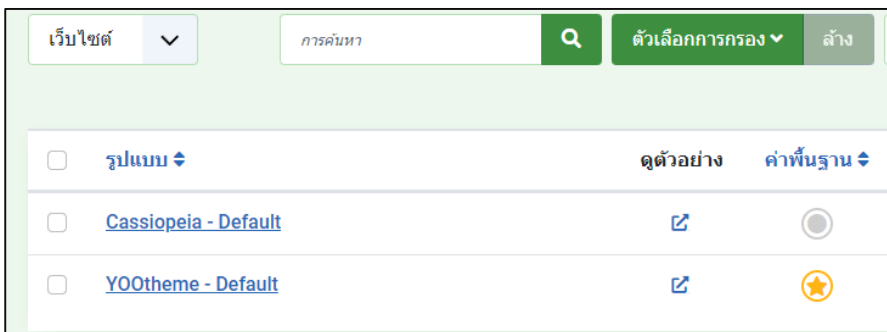 เว็บไซต์ การค้นหา ตัวเลือกการกรอง ล้าง
รูปแบบ ดูตัวอย่าง ค่าพื้นฐาน
Cassiopeia - Default
YOOtheme - Default